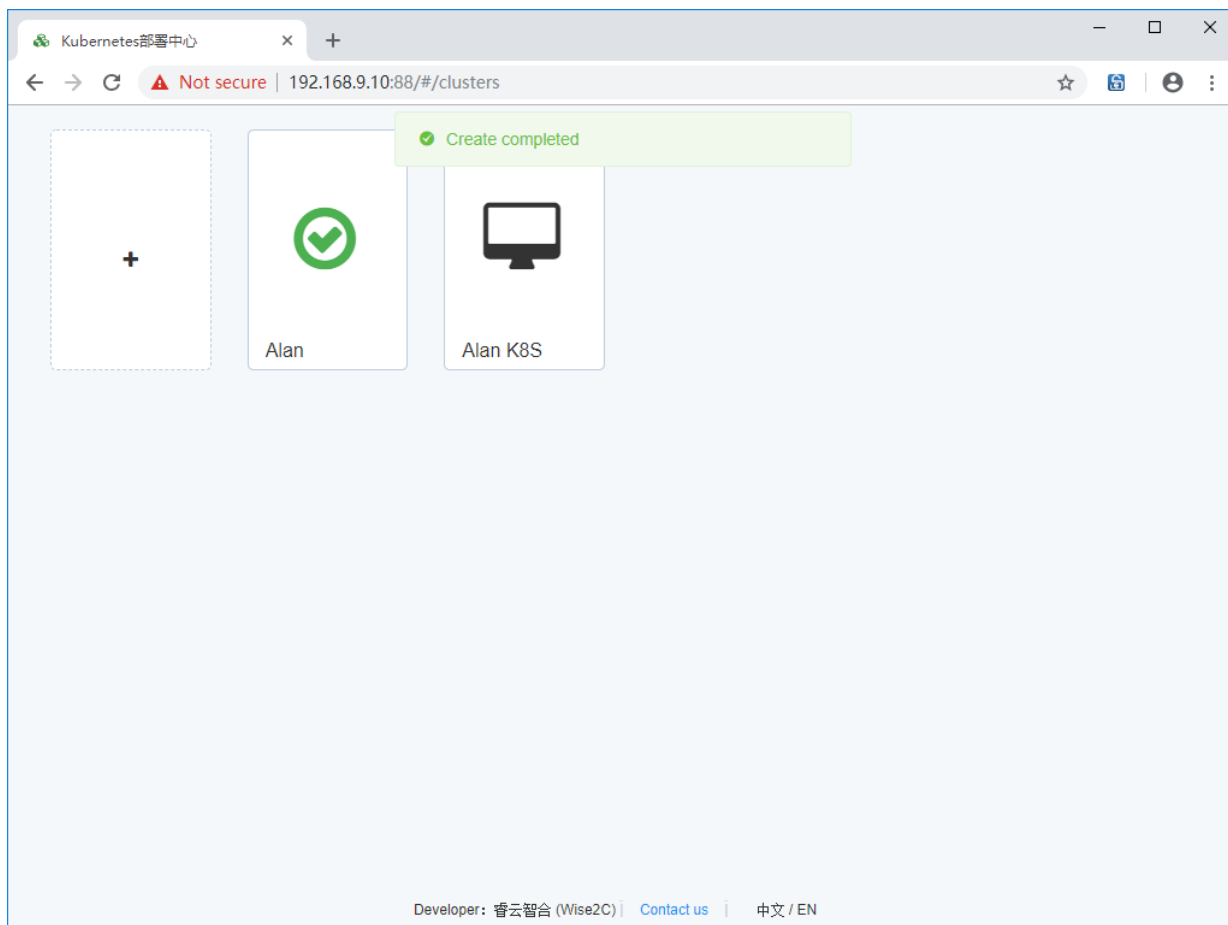 Kubernetes部署中心
Not secure | 192.168.9.10:88/#/clusters
Create completed
Alan
Alan K8S
Developer：睿云智合 (Wise2C) | Contact us | 中文 / EN